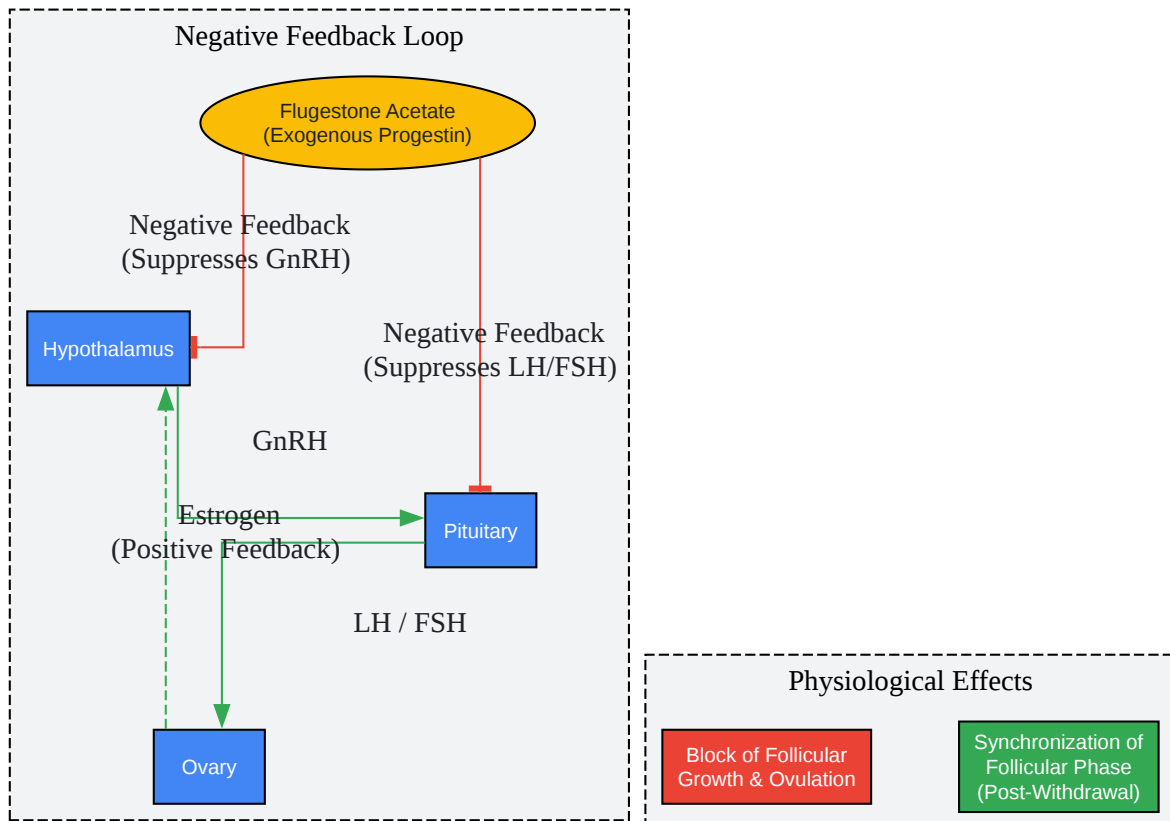 Negative Feedback Loop
Flugestone Acetate
(Exogenous Progestin)
Negative Feedback
(Suppresses GnRH)
Negative Feedback
(Suppresses LH/FSH)
Hypothalamus
GnRH
Estrogen
(Positive Feedback)
Pituitary
LH / FSH
Ovary
Physiological Effects
Block of Follicular
Growth & Ovulation
Synchronization of
Follicular Phase
(Post-Withdrawal)